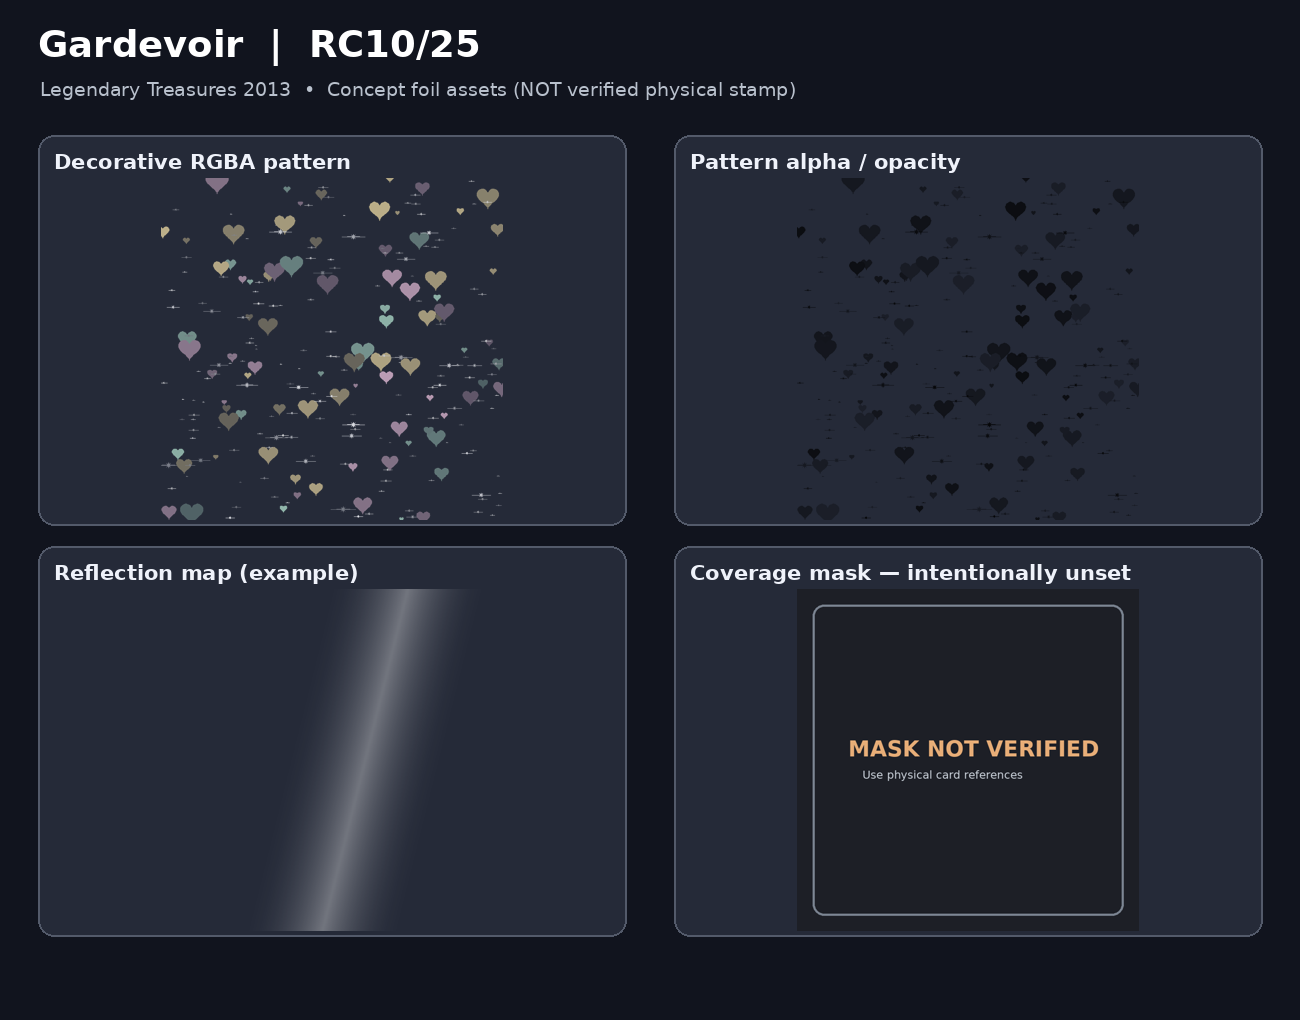 Gardevoir | RC10/25
Legendary Treasures 2013 • Concept foil assets (NOT verified physical stamp)
Decorative RGBA pattern
Pattern alpha / opacity
Reflection map (example)
Coverage mask — intentionally unset
MASK NOT VERIFIED
Use physical card references